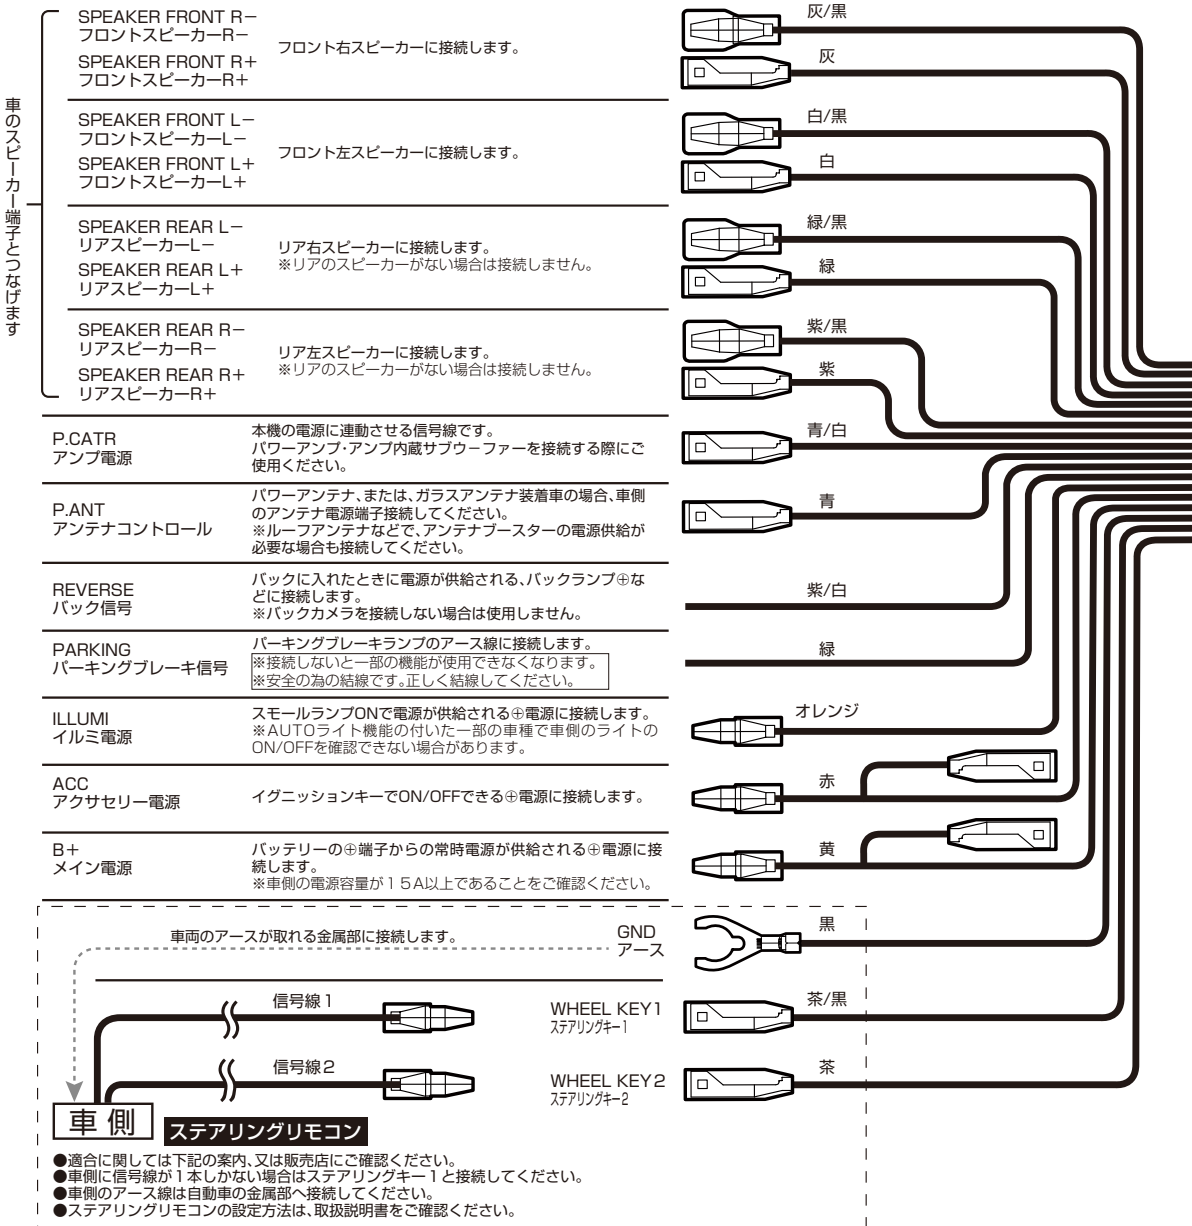 車のスピーカー端子とつなげます
SPEAKER FRONT R−
フロントスピーカーR−
SPEAKER FRONT R+
フロントスピーカーR+
フロント右スピーカーに接続します。
灰/黒
灰
SPEAKER FRONT L−
フロントスピーカーL−
SPEAKER FRONT L+
フロントスピーカーL+
フロント左スピーカーに接続します。
白/黒
白
SPEAKER REAR L−
リアスピーカーL−
SPEAKER REAR L+
リアスピーカーL+
リア右スピーカーに接続します。
※リアのスピーカーがない場合は接続しません。
緑/黒
緑
SPEAKER REAR R−
リアスピーカーR−
SPEAKER REAR R+
リアスピーカーR+
リア左スピーカーに接続します。
※リアのスピーカーがない場合は接続しません。
紫/黒
紫
P.CATR
アンプ電源
本機の電源に連動させる信号線です。
パワーアンプ・アンプ内蔵サブウーファーを接続する際にご
使用ください。
青/白
P.ANT
アンテナコントロール
パワーアンテナ、または、ガラスアンテナ装着車の場合、車側
のアンテナ電源端子接続してください。
※ルーフアンテナなどで、アンテナブースターの電源供給が
必要な場合も接続してください。
青
REVERSE
バック信号
バックに入れたときに電源が供給される、バックランプ⊕な
どに接続します。
※バックカメラを接続しない場合は使用しません。
紫/白
PARKING
パーキングブレーキ信号
パーキングブレーキランプのアース線に接続します。
※接続しないと一部の機能が使用できなくなります。
※安全の為の結線です。正しく結線してください。
緑
ILLUMI
イルミ電源
スモールランプONで電源が供給される⊕電源に接続します。
※AUTOライト機能の付いた一部の車種で車側のライトの
ON/OFFを確認できない場合があります。
オレンジ
ACC
アクサセリー電源
イグニッションキーでON/OFFできる⊕電源に接続します。
赤
B+
メイン電源
バッテリーの⊕端子からの常時電源が供給される⊕電源に接
続します。
※車側の電源容量が15A以上であることをご確認ください。
黄
車両のアースが取れる金属部に接続します。
GND
アース
黒
信号線1
WHEEL KEY1
ステアリングキー1
茶/黒
信号線2
WHEEL KEY2
ステアリングキー2
茶
車側
ステアリングリモコン
●適合に関しては下記の案内、又は販売店にご確認ください。
●車側に信号線が1本しかない場合はステアリングキー1と接続してください。
●車側のアース線は自動車の金属部へ接続してください。
●ステアリングリモコンの設定方法は、取扱説明書をご確認ください。